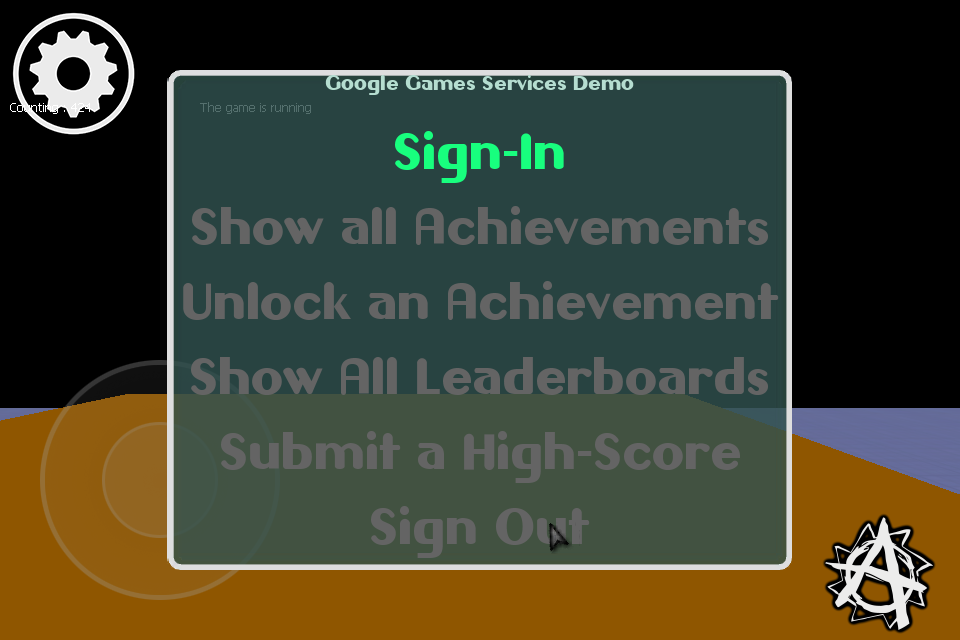 Google Games Services Demo
The game is running
Sign-In
Show all Achievements
Unlock an Achievement
Show All Leaderboards
Submit a High-Score
Sign Out